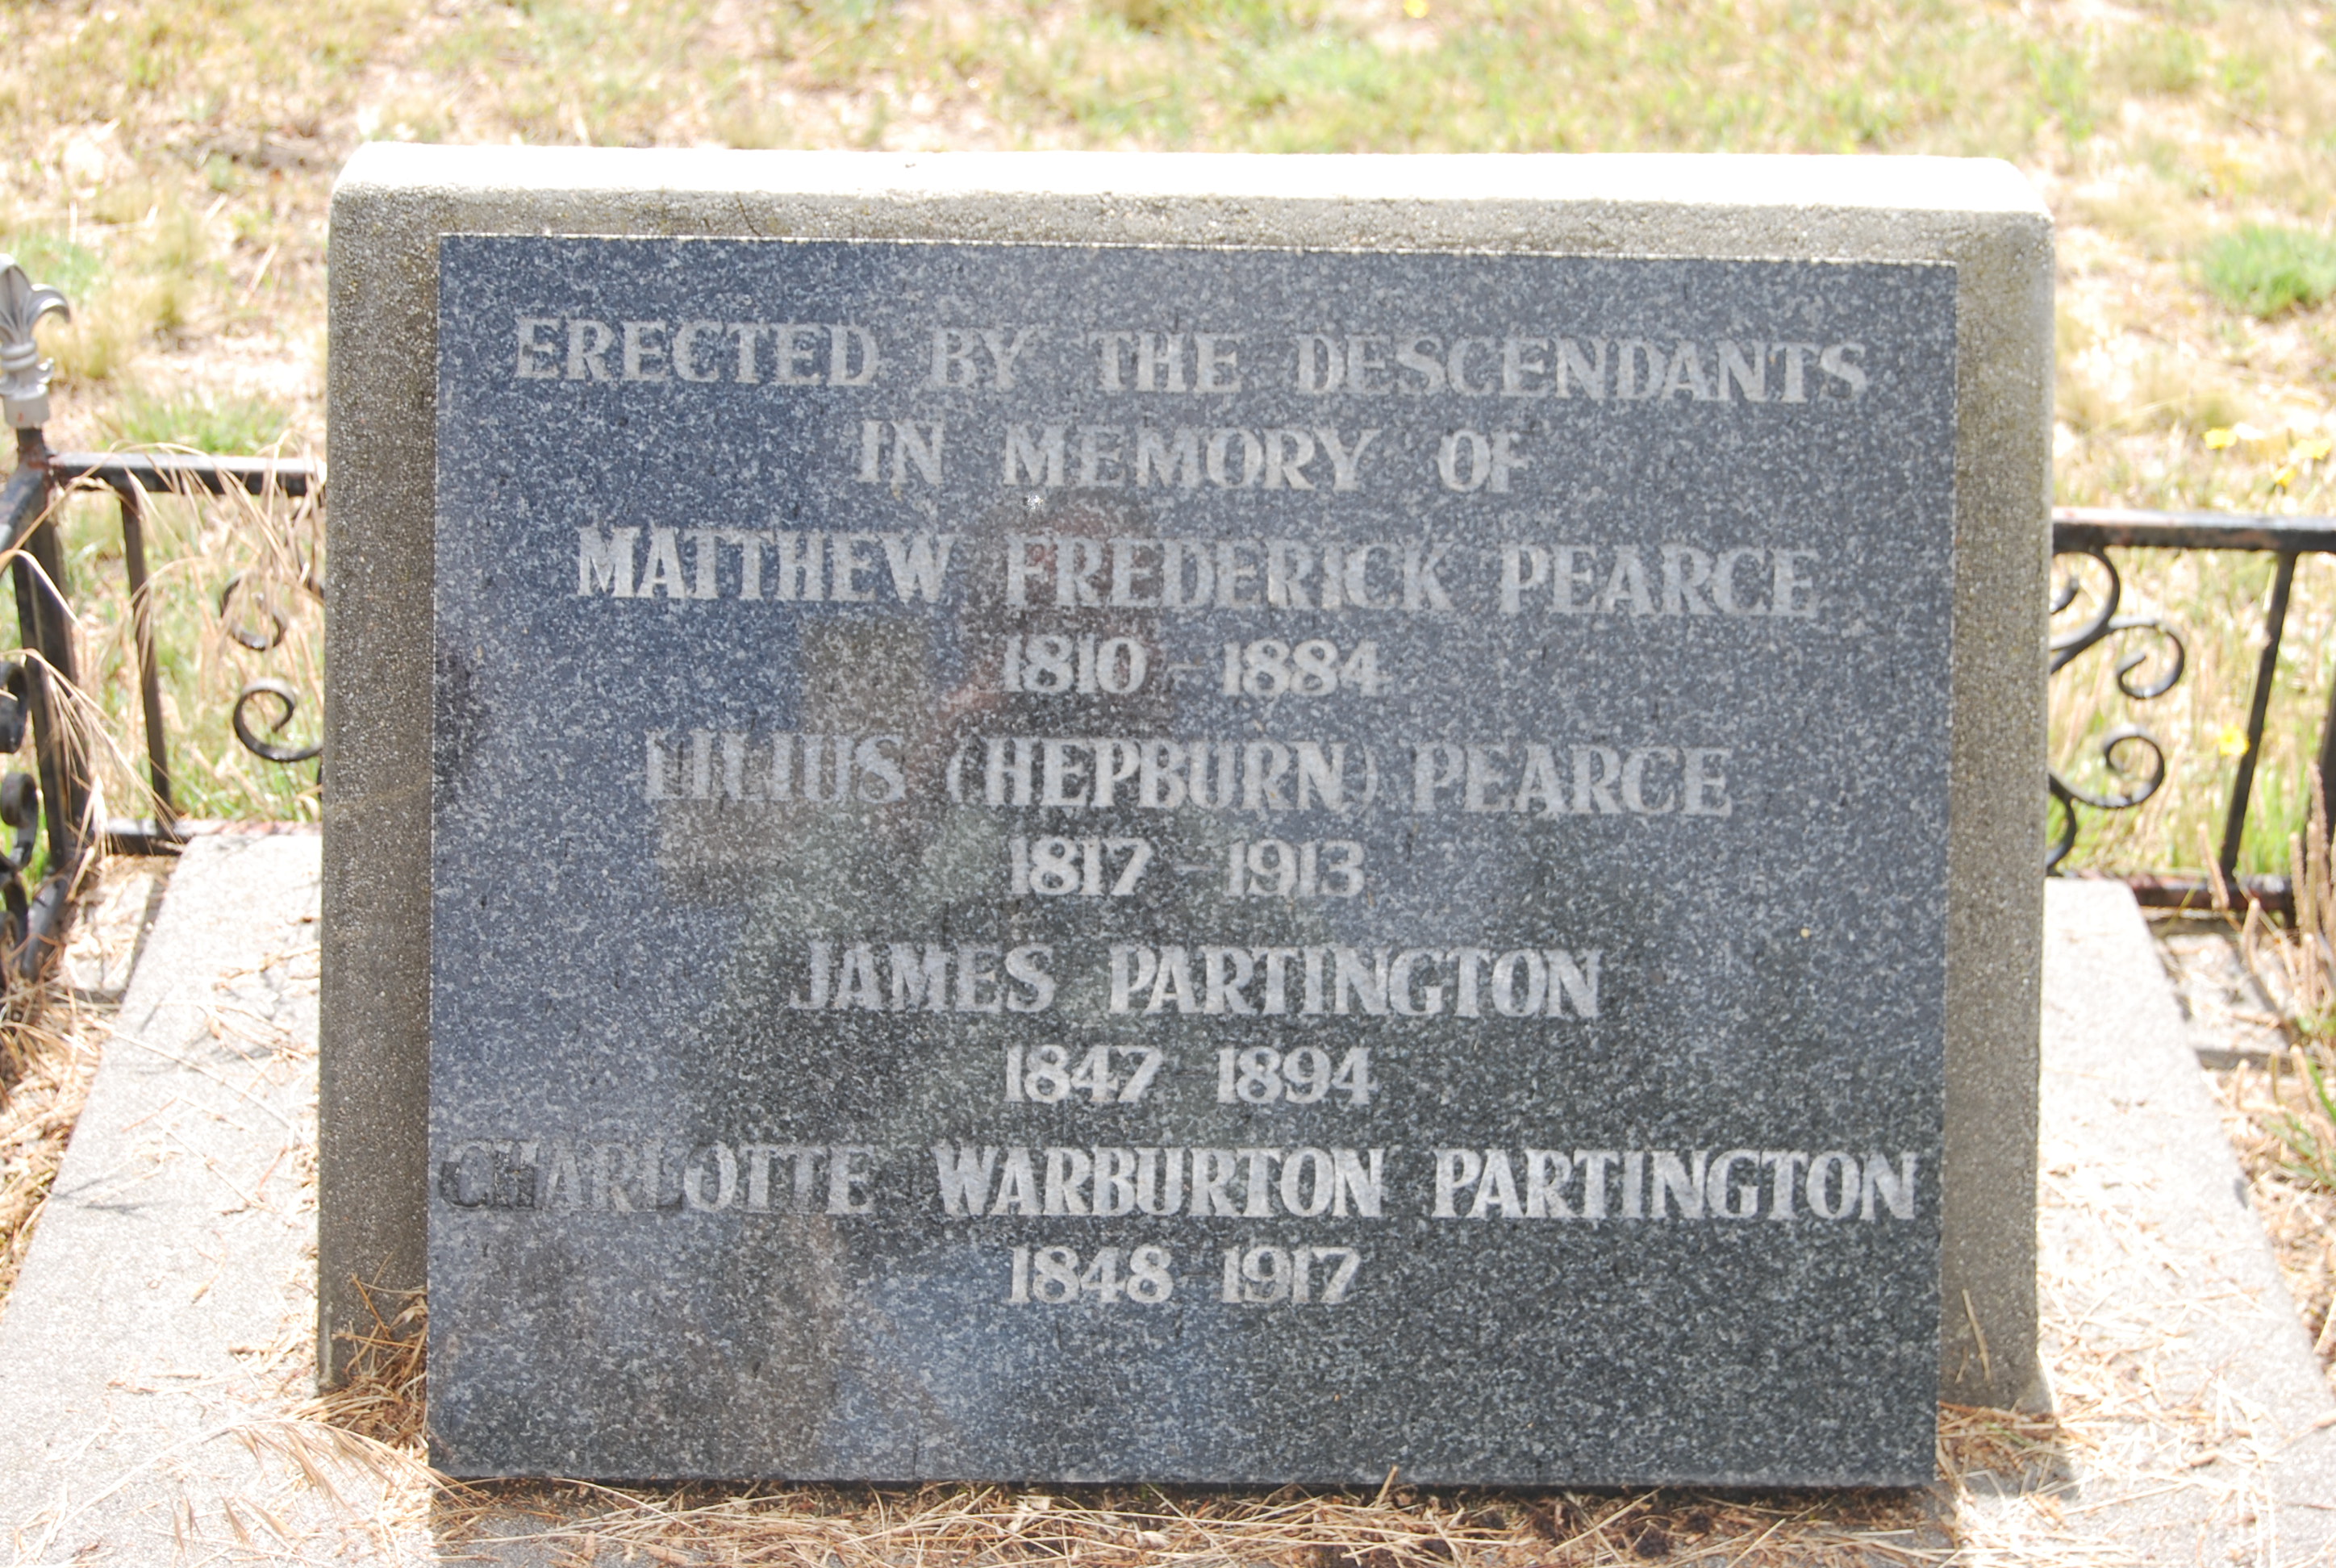 ERECTED BY THE DESCENDANTS
IN MEMORY OF
MATTHEW FREDERICK PEARCE
1810 - 1884
LILIUS (HEPBURN) PEARCE
1817 - 1913
JAMES PARTINGTON
1847 1894
CHARLOTTE WARBURTON PARTINGTON
1848 - 1917